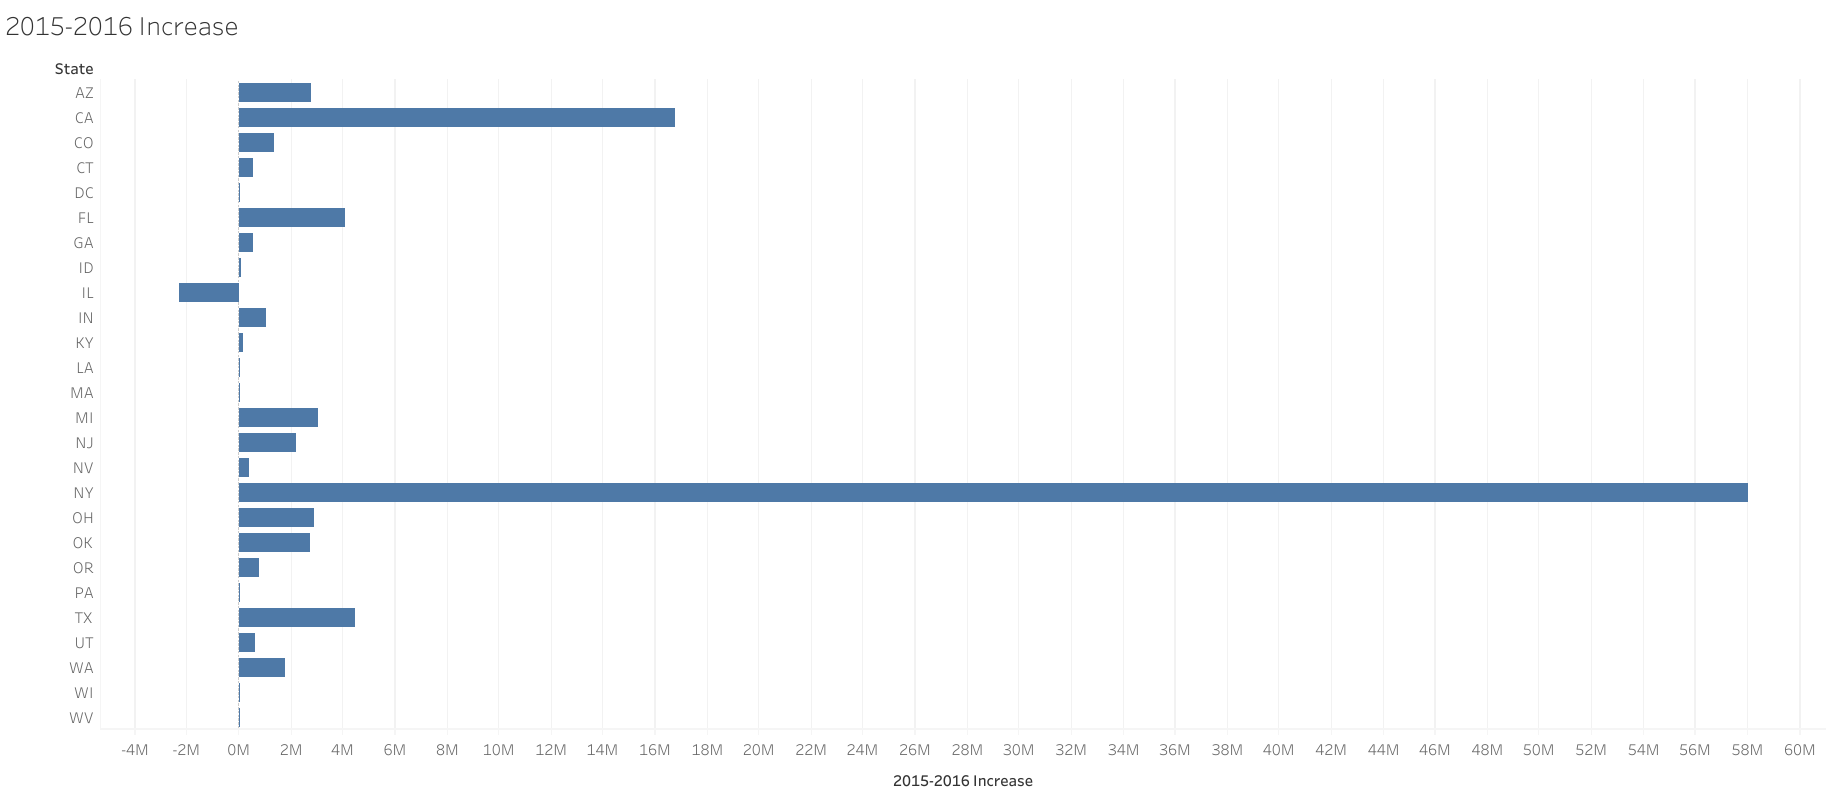 2015-2016 Increase
State
AZ
CA
CO
CT
DC
FL
GA
ID
IL
IN
KY
LA
MA
MI
NJ
NV
NY
OH
OK
OR
PA
TX
UT
WA
WI
WV
-4M -2M 0M 2M 4M 6M 8M 10M 12M 14M 16M 18M 20M 22M 24M 26M 28M 30M 32M 34M 36M 38M 40M 42M 44M 46M 48M 50M 52M 54M 56M 58M 60M
2015-2016 Increase